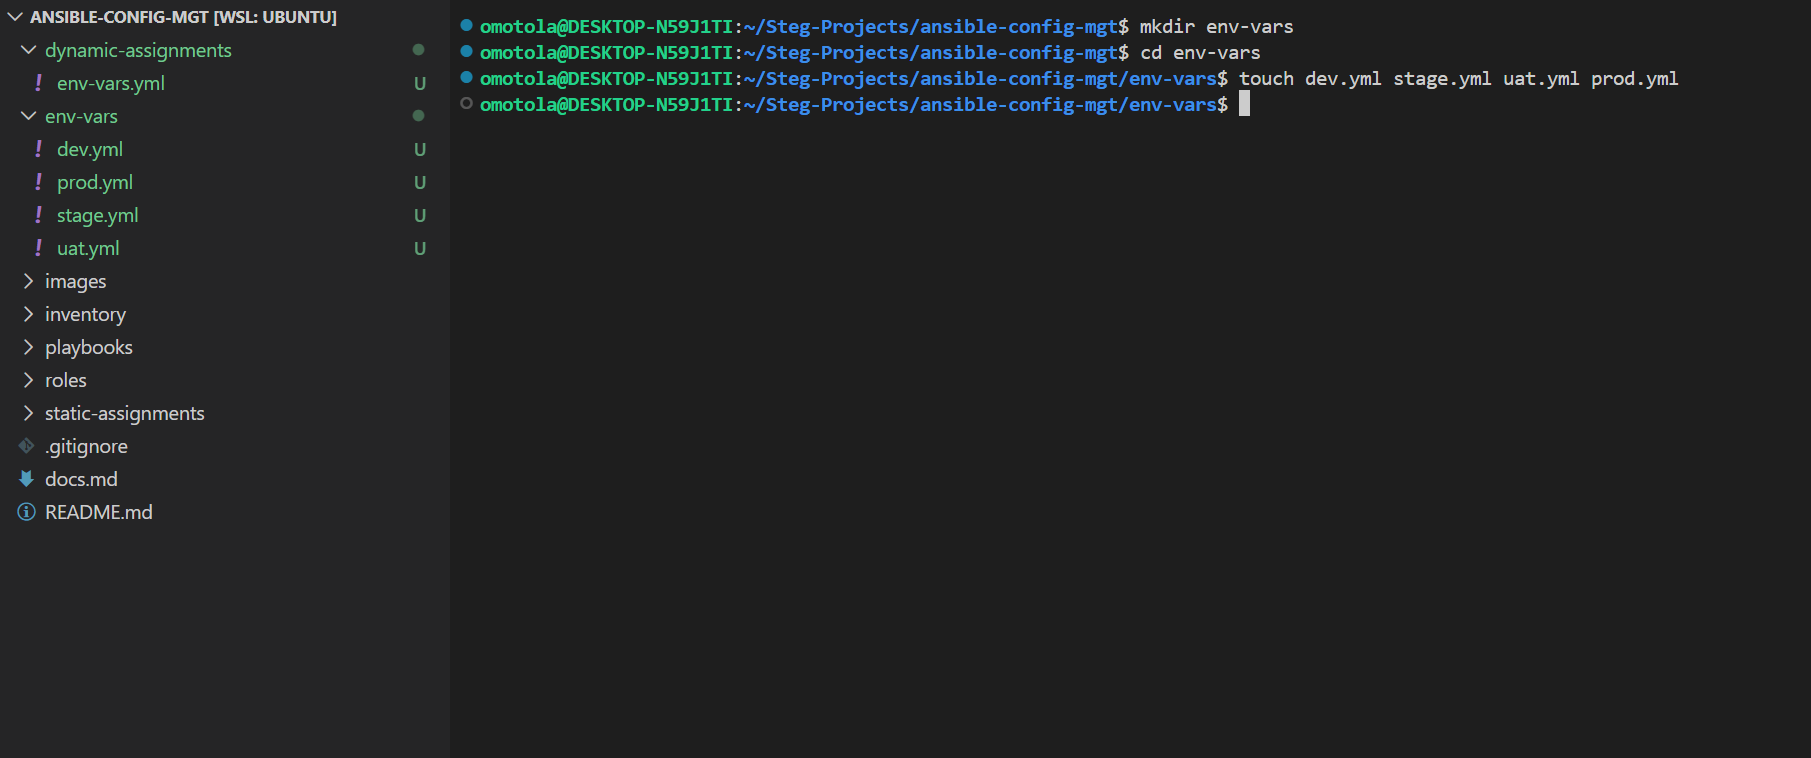 ANSIBLE-CONFIG-MGT [WSL: UBUNTU]
dynamic-assignments
! env-vars.yml U
env-vars
! dev.yml U
! prod.yml U
! stage.yml U
! uat.yml U
images
inventory
playbooks
roles
static-assignments
.gitignore
docs.md
README.md
omotola@DESKTOP-N59J1TI:~/Steg-Projects/ansible-config-mgt$ mkdir env-vars
omotola@DESKTOP-N59J1TI:~/Steg-Projects/ansible-config-mgt$ cd env-vars
omotola@DESKTOP-N59J1TI:~/Steg-Projects/ansible-config-mgt/env-vars$ touch dev.yml stage.yml uat.yml prod.yml
omotola@DESKTOP-N59J1TI:~/Steg-Projects/ansible-config-mgt/env-vars$